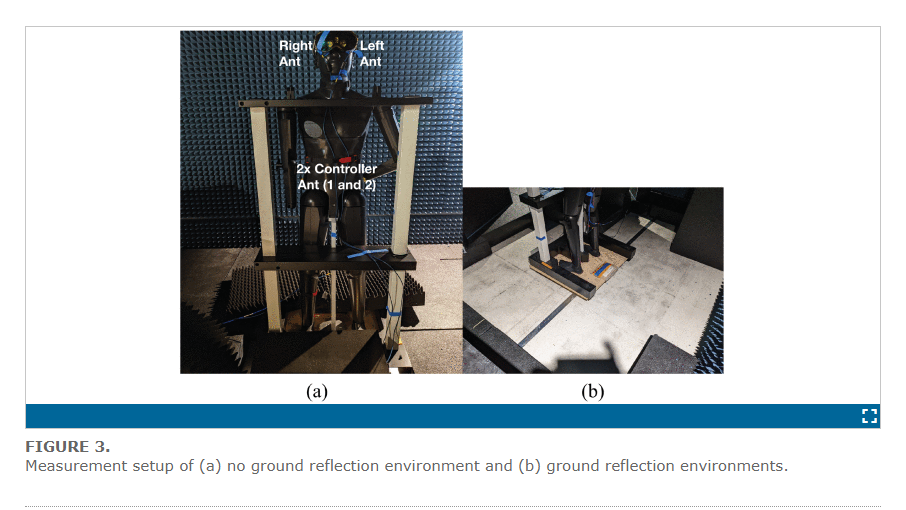 Right Left
Ant Ant
2x Controller
Ant (1 and 2)
(a) (b)
FIGURE 3.
Measurement setup of (a) no ground reflection environment and (b) ground reflection environments.